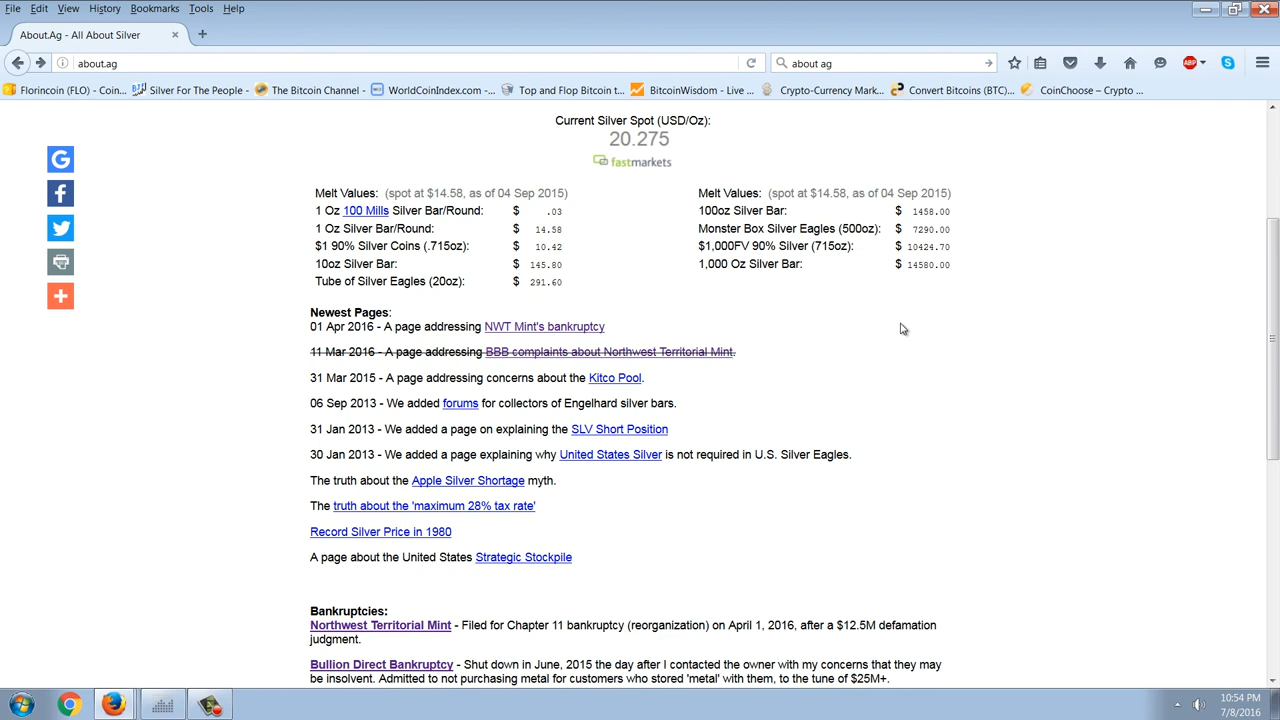 File Edit View History Bookmarks Tools Help
About.Ag - All About Silver
about.ag
about ag
Florincoin (FLO) - Coin... Silver For The People - ... The Bitcoin Channel - ... WorldCoinIndex.com -... Top and Flop Bitcoin t... BitcoinWisdom - Live ... Crypto-Currency Mark... Convert Bitcoins (BTC)... CoinChoose – Crypto ...
Current Silver Spot (USD/Oz):
20.275
fastmarkets
Melt Values: (spot at $14.58, as of 04 Sep 2015)
1 Oz 100 Mills Silver Bar/Round: $ .03
1 Oz Silver Bar/Round: $ 14.58
$1 90% Silver Coins (.715oz): $ 10.42
10oz Silver Bar: $ 145.80
Tube of Silver Eagles (20oz): $ 291.60
Melt Values: (spot at $14.58, as of 04 Sep 2015)
100oz Silver Bar: $ 1458.00
Monster Box Silver Eagles (500oz): $ 7290.00
$1,000FV 90% Silver (715oz): $ 10424.70
1,000 Oz Silver Bar: $ 14580.00
Newest Pages:
01 Apr 2016 - A page addressing NWT Mint's bankruptcy
11 Mar 2016 - A page addressing BBB complaints about Northwest Territorial Mint.
31 Mar 2015 - A page addressing concerns about the Kitco Pool.
06 Sep 2013 - We added forums for collectors of Engelhard silver bars.
31 Jan 2013 - We added a page on explaining the SLV Short Position
30 Jan 2013 - We added a page explaining why United States Silver is not required in U.S. Silver Eagles.
The truth about the Apple Silver Shortage myth.
The truth about the 'maximum 28% tax rate'
Record Silver Price in 1980
A page about the United States Strategic Stockpile
Bankruptcies:
Northwest Territorial Mint - Filed for Chapter 11 bankruptcy (reorganization) on April 1, 2016, after a $12.5M defamation
judgment.
Bullion Direct Bankruptcy - Shut down in June, 2015 the day after I contacted the owner with my concerns that they may
be insolvent. Admitted to not purchasing metal for customers who stored 'metal' with them, to the tune of $25M+.
10:54 PM
7/8/2016